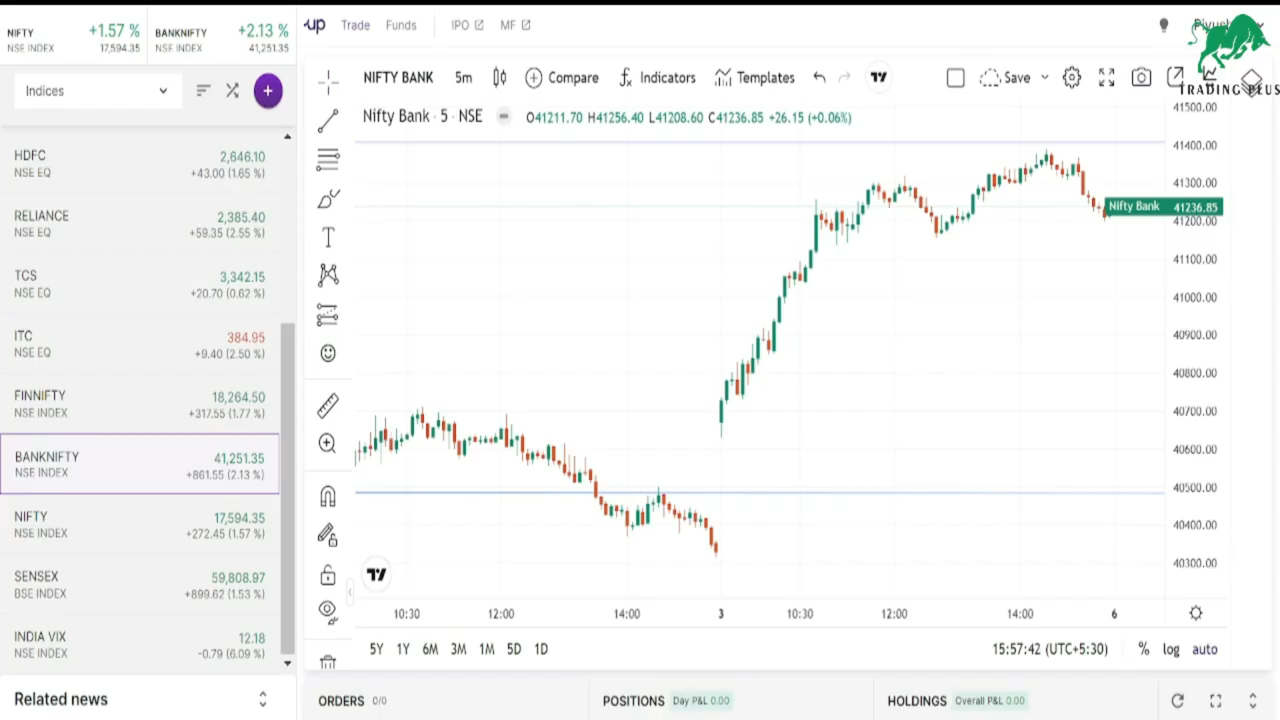 NIFTY +1.57 %
NSE INDEX 17,594.35
BANKNIFTY +2.13 %
NSE INDEX 41,251.35
up Trade Funds IPO MF
TRADING PLUS
Indices
HDFC 2,646.10
NSE EQ +43.00 (1.65 %)
RELIANCE 2,385.40
NSE EQ +59.35 (2.55 %)
TCS 3,342.15
NSE EQ +20.70 (0.62 %)
ITC 384.95
NSE EQ +9.40 (2.50 %)
FINNIFTY 18,264.50
NSE INDEX +317.55 (1.77 %)
BANKNIFTY 41,251.35
NSE INDEX +861.55 (2.13 %)
NIFTY 17,594.35
NSE INDEX +272.45 (1.57 %)
SENSEX 59,808.97
BSE INDEX +899.62 (1.53 %)
INDIA VIX 12.18
NSE INDEX -0.79 (6.09 %)
Related news
NIFTY BANK 5m Compare Indicators Templates Save
Nifty Bank · 5 · NSE O41211.70 H41256.40 L41208.60 C41236.85 +26.15 (+0.06%)
41500.00
41400.00
41300.00
Nifty Bank 41236.85
41200.00
41100.00
41000.00
40900.00
40800.00
40700.00
40600.00
40500.00
40400.00
40300.00
10:30 12:00 14:00 3 10:30 12:00 14:00 6
5Y 1Y 6M 3M 1M 5D 1D 15:57:42 (UTC+5:30) % log auto
ORDERS 0/0 POSITIONS Day P&L 0.00 HOLDINGS Overall P&L 0.00